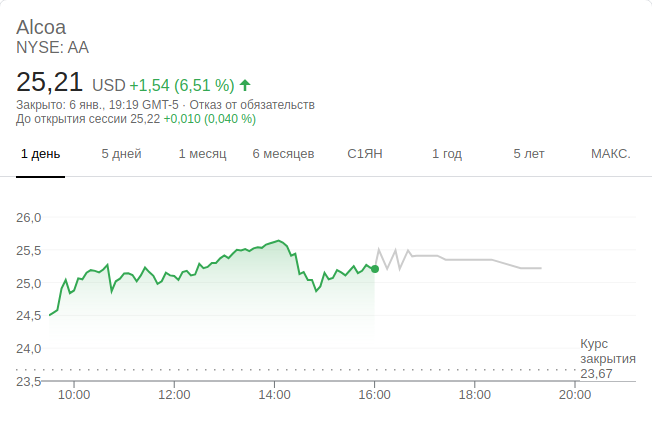 Alcoa
NYSE: AA
25,21 USD +1,54 (6,51 %)
Закрыто: 6 янв., 19:19 GMT-5 · Отказ от обязательств
До открытия сессии 25,22 +0,010 (0,040 %)
1 день 5 дней 1 месяц 6 месяцев С1ЯН 1 год 5 лет МАКС.
26,0
25,5
25,0
24,5
24,0
23,5
Курс
закрытия
23,67
10:00 12:00 14:00 16:00 18:00 20:00